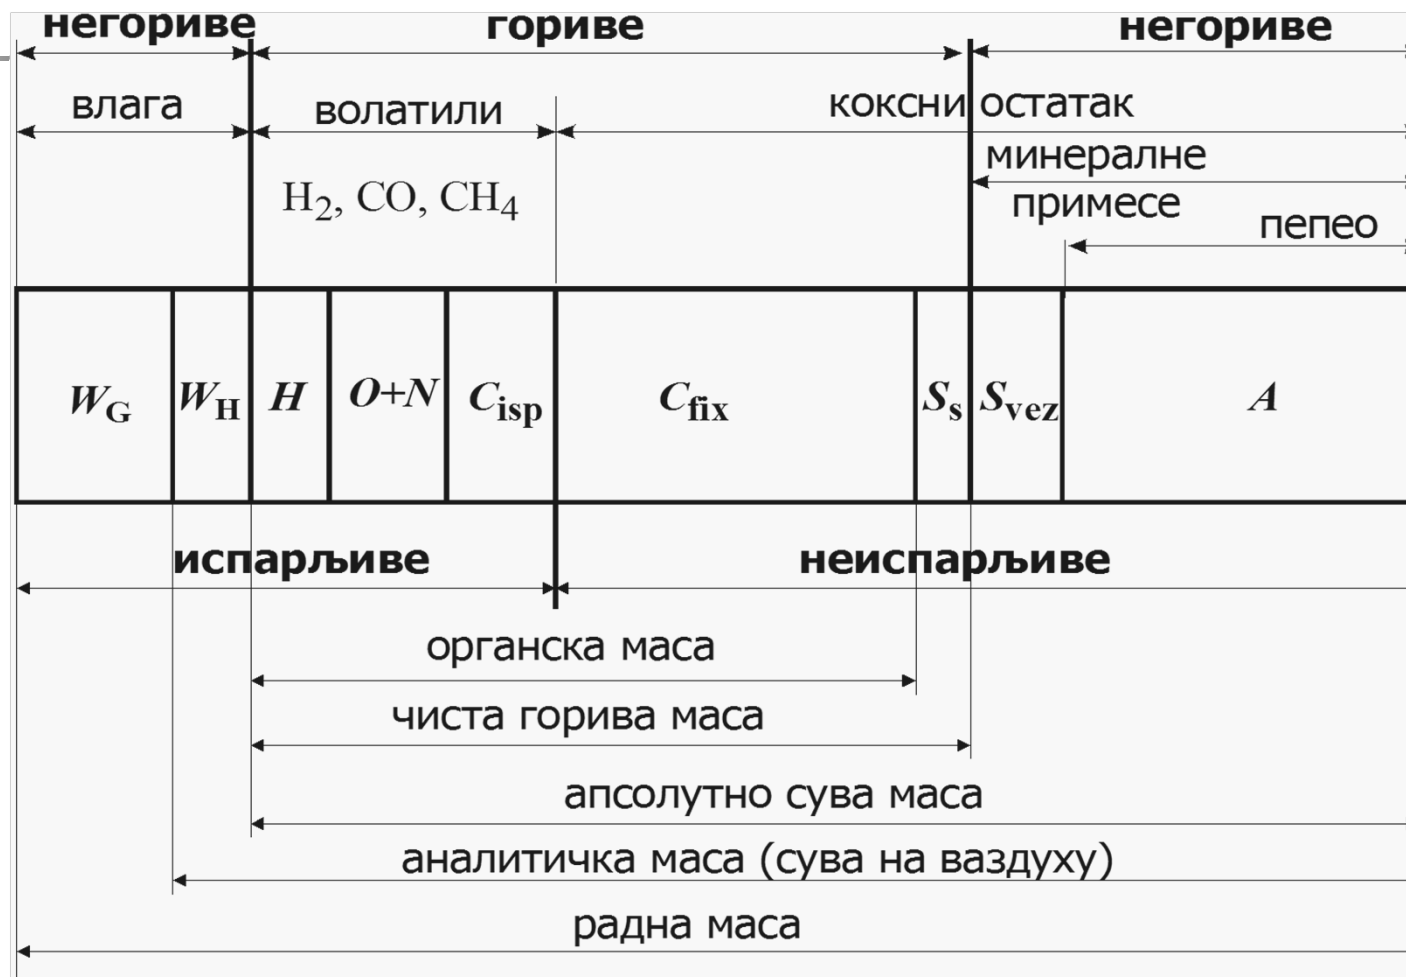 негориве гориве негориве
влага волатили коксни остатак
минералне
H2, CO, CH4 примесе
пепео
WG WH H O+N Cisp Cfix Ss Svez A
испарљиве неиспарљиве
органска маса
чиста горива маса
апсолутно сува маса
аналитичка маса (сува на ваздуху)
радна маса